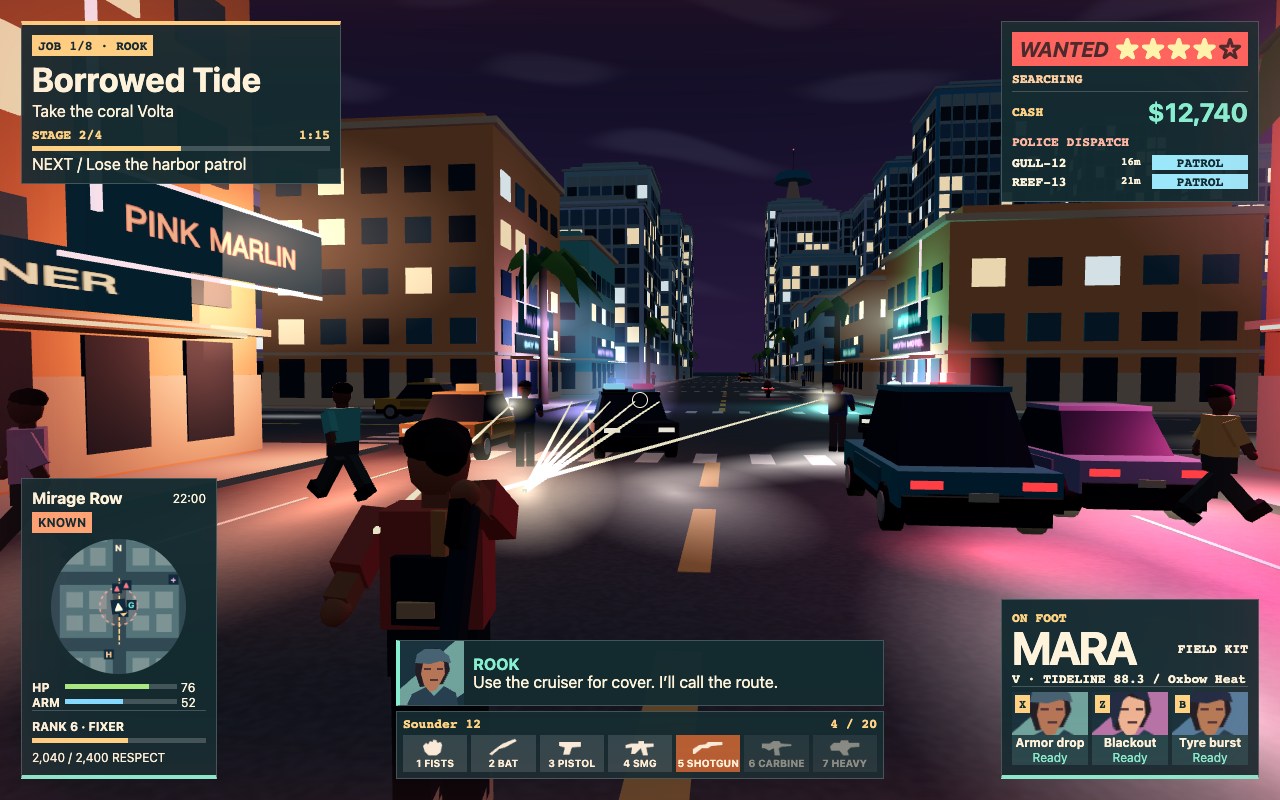 JOB 1/8 · ROOK
Borrowed Tide
Take the coral Volta
STAGE 2/4 1:15
NEXT / Lose the harbor patrol
WANTED
SEARCHING
CASH $12,740
POLICE DISPATCH
GULL-12 16m PATROL
REEF-13 21m PATROL
PINK MARLIN
NER
Mirage Row 22:00
KNOWN
N
G
H
HP 76
ARM 52
RANK 6 · FIXER
2,040 / 2,400 RESPECT
ROOK
Use the cruiser for cover. I’ll call the route.
Sounder 12 4 / 20
1 FISTS 2 BAT 3 PISTOL 4 SMG 5 SHOTGUN 6 CARBINE 7 HEAVY
ON FOOT
MARA FIELD KIT
V · TIDELINE 88.3 / Oxbow Heat
X Z B
Armor drop Blackout Tyre burst
Ready Ready Ready